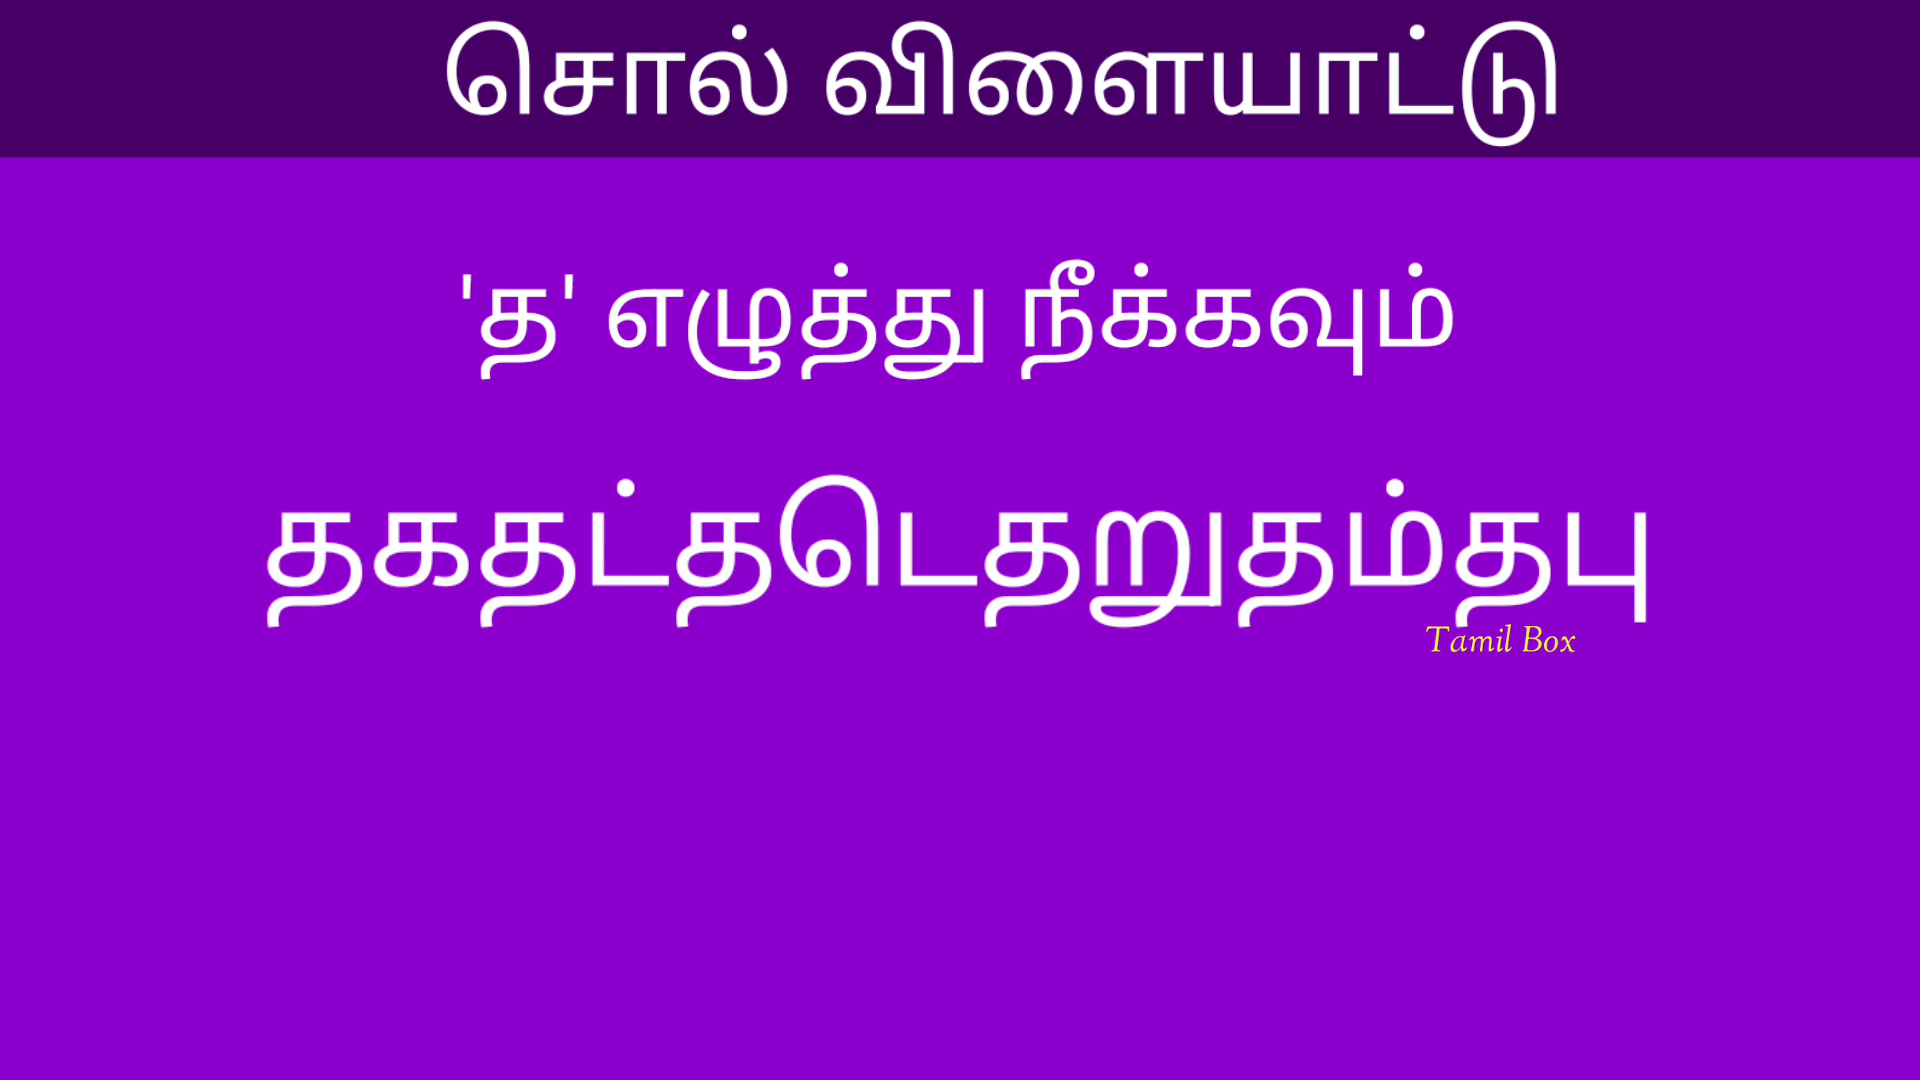 சொல் விளையாட்டு
'த' எழுத்து நீக்கவும்
தகதட்தடெதறுதம்தபு
Tamil Box